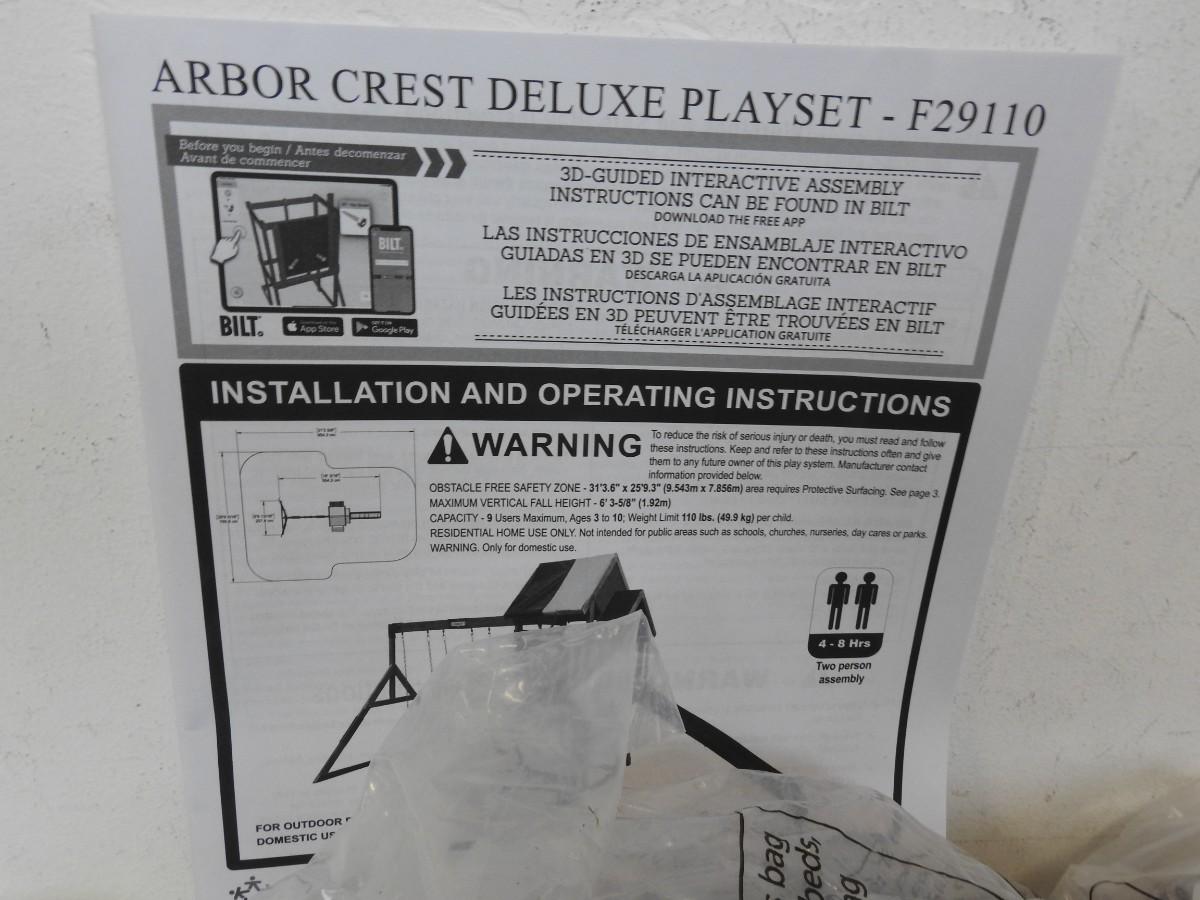 ARBOR CREST DELUXE PLAYSET - F29110
Before you begin / Antes decomenzar
Avant de commencer
3D-GUIDED INTERACTIVE ASSEMBLY
INSTRUCTIONS CAN BE FOUND IN BILT
DOWNLOAD THE FREE APP
LAS INSTRUCCIONES DE ENSAMBLAJE INTERACTIVO
GUIADAS EN 3D SE PUEDEN ENCONTRAR EN BILT
DESCARGA LA APLICACIÓN GRATUITA
LES INSTRUCTIONS D'ASSEMBLAGE INTERACTIF
GUIDÉES EN 3D PEUVENT ÊTRE TROUVÉES EN BILT
TÉLÉCHARGER L'APPLICATION GRATUITE
BILT
BILT.
App Store
GET IT ON
Google Play
INSTALLATION AND OPERATING INSTRUCTIONS
WARNING
To reduce the risk of serious injury or death, you must read and follow
these instructions. Keep and refer to these instructions often and give
them to any future owner of this play system. Manufacturer contact
information provided below.
OBSTACLE FREE SAFETY ZONE - 31'3.6" x 25'9.3" (9.543m x 7.856m) area requires Protective Surfacing. See page 3.
MAXIMUM VERTICAL FALL HEIGHT - 6' 3-5/8" (1.92m)
CAPACITY - 9 Users Maximum, Ages 3 to 10; Weight Limit 110 lbs. (49.9 kg) per child.
RESIDENTIAL HOME USE ONLY. Not intended for public areas such as schools, churches, nurseries, day cares or parks.
WARNING. Only for domestic use.
4 - 8 Hrs
Two person
assembly
FOR OUTDOOR
DOMESTIC US
bag
beds,